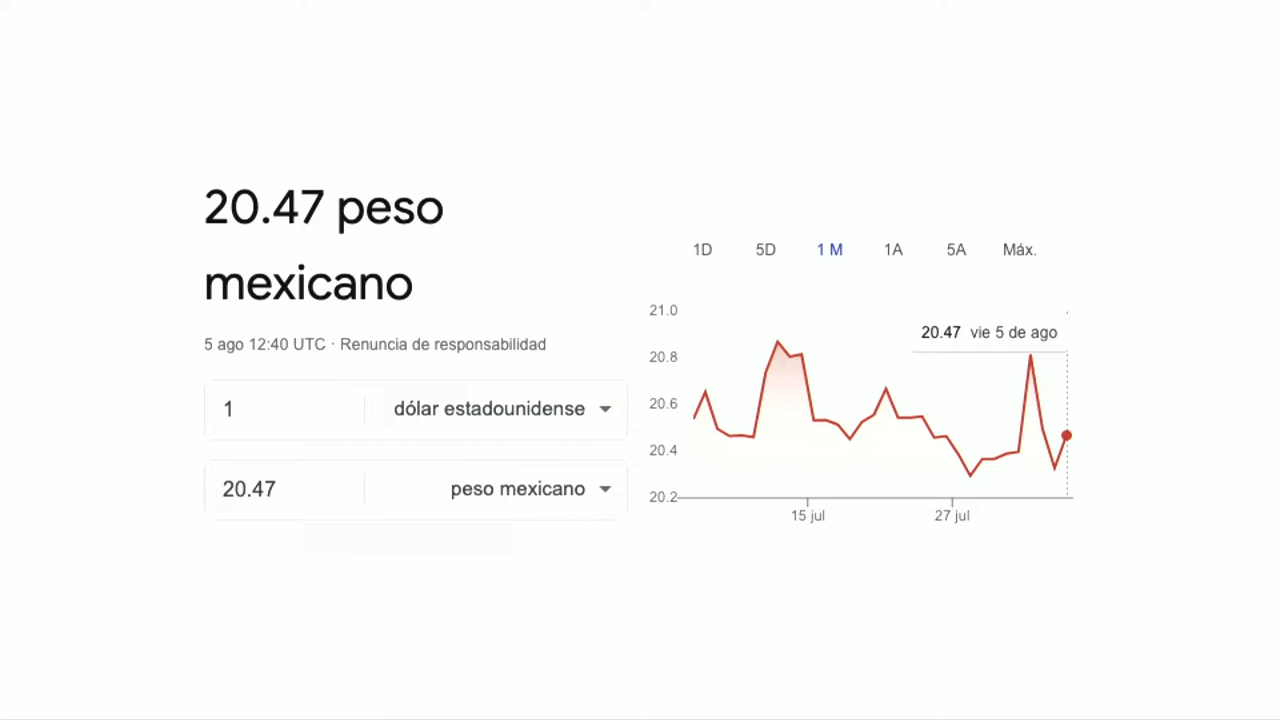 20.47 peso
mexicano
5 ago 12:40 UTC · Renuncia de responsabilidad
1 dólar estadounidense
20.47 peso mexicano
1D 5D 1 M 1A 5A Máx.
21.0
20.47 vie 5 de ago
20.8
20.6
20.4
20.2
15 jul 27 jul